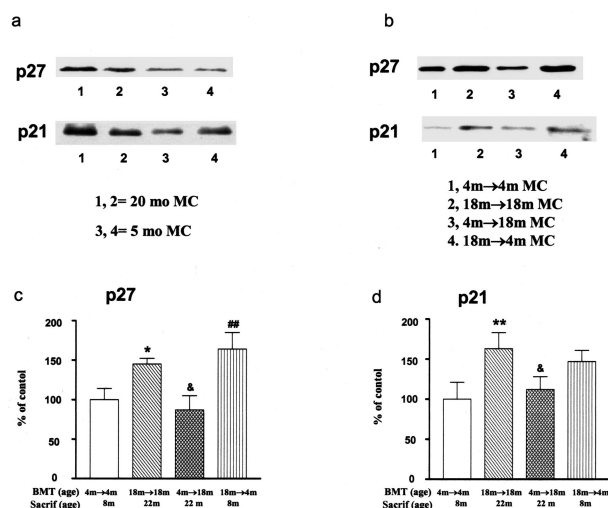 a
p27
1 2 3 4
p21
1 2 3 4
1, 2= 20 mo MC
3, 4= 5 mo MC
b
p27
1 2 3 4
p21
1 2 3 4
1, 4m→4m MC
2, 18m→18m MC
3, 4m→18m MC
4. 18m→4m MC
c
p27
% of contol
200
150
100
50
0
*
&
##
BMT (age) 4m→4m 18m→18m 4m→18m 18m→4m
Sacrif (age) 8m 22m 22 m 8m
d
p21
% of contol
200
150
100
50
0
**
&
BMT (age) 4m→4m 18m→18m 4m→18m 18m→4m
Sacrif (age) 8m 22m 22 m 8m